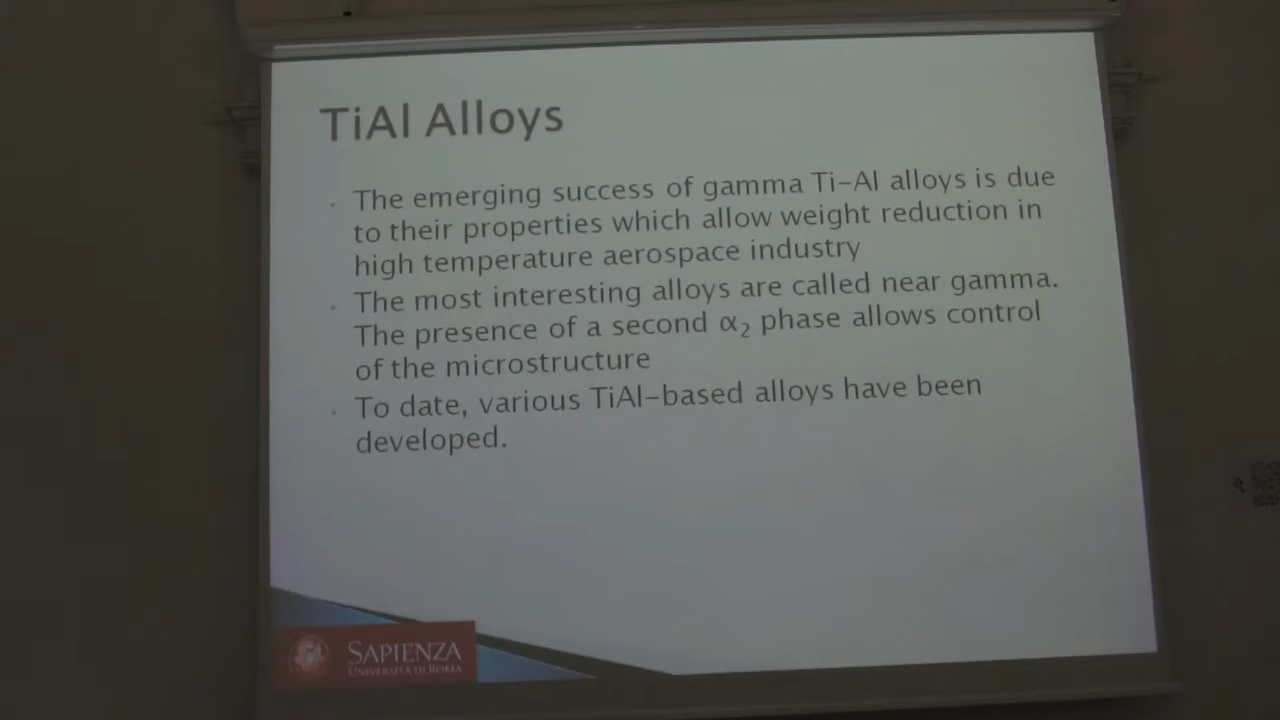 TiAl Alloys
The emerging success of gamma Ti-Al alloys is due
to their properties which allow weight reduction in
high temperature aerospace industry
The most interesting alloys are called near gamma.
The presence of a second α₂ phase allows control
of the microstructure
To date, various TiAl-based alloys have been
developed.
SAPIENZA
UNIVERSITÀ DI ROMA